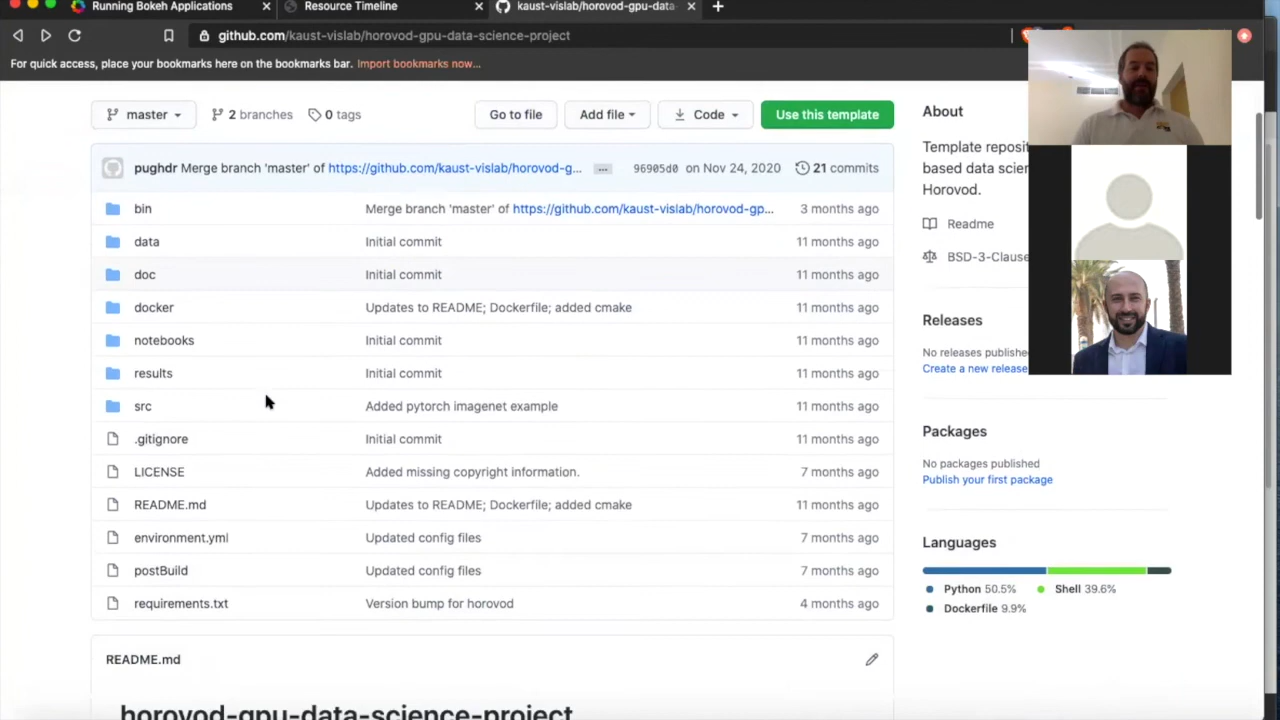 Running Bokeh Applications
Resource Timeline
kaust-vislab/horovod-gpu-data-
github.com/kaust-vislab/horovod-gpu-data-science-project
For quick access, place your bookmarks here on the bookmarks bar. Import bookmarks now...
master
2 branches
0 tags
Go to file
Add file
Code
Use this template
pughdr Merge branch 'master' of https://github.com/kaust-vislab/horovod-g... ... 96905d0 on Nov 24, 2020 21 commits
bin Merge branch 'master' of https://github.com/kaust-vislab/horovod-gp... 3 months ago
data Initial commit 11 months ago
doc Initial commit 11 months ago
docker Updates to README; Dockerfile; added cmake 11 months ago
notebooks Initial commit 11 months ago
results Initial commit 11 months ago
src Added pytorch imagenet example 11 months ago
.gitignore Initial commit 11 months ago
LICENSE Added missing copyright information. 7 months ago
README.md Updates to README; Dockerfile; added cmake 11 months ago
environment.yml Updated config files 7 months ago
postBuild Updated config files 7 months ago
requirements.txt Version bump for horovod 4 months ago
README.md
horovod-gpu-data-science-project
About
Template reposit
based data scien
Horovod.
Readme
BSD-3-Clause
Releases
No releases publishe
Create a new release
Packages
No packages published
Publish your first package
Languages
Python 50.5% Shell 39.6%
Dockerfile 9.9%